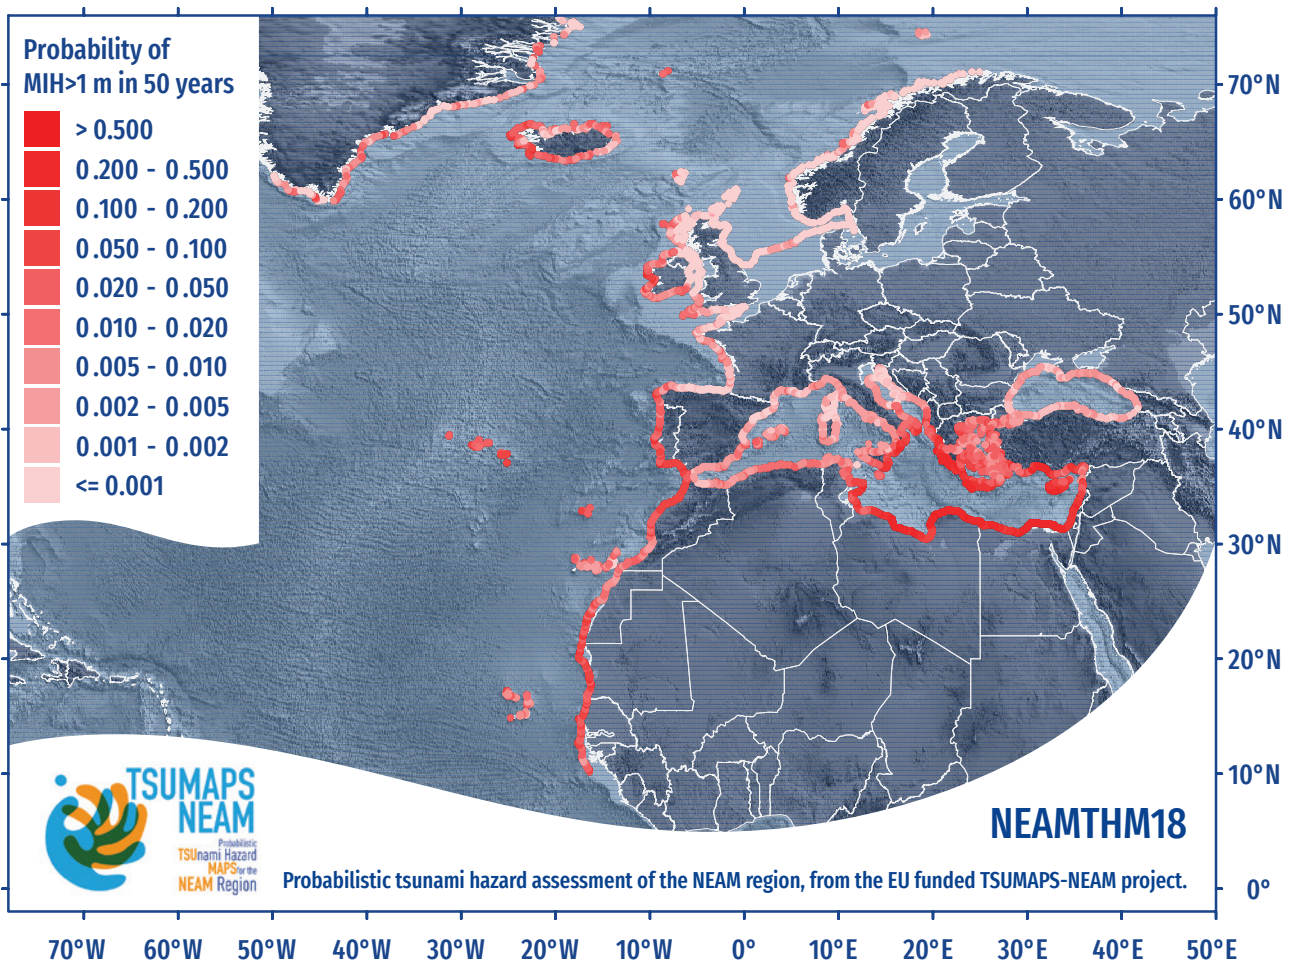 Probability of
MIH>1 m in 50 years
> 0.500
0.200 - 0.500
0.100 - 0.200
0.050 - 0.100
0.020 - 0.050
0.010 - 0.020
0.005 - 0.010
0.002 - 0.005
0.001 - 0.002
<= 0.001
70°N
60°N
50°N
40°N
30°N
20°N
10°N
0°
TSUMAPS
NEAM
Probabilistic
TSUnami Hazard
MAPS for the
NEAM Region
NEAMTHM18
Probabilistic tsunami hazard assessment of the NEAM region, from the EU funded TSUMAPS-NEAM project.
70°W 60°W 50°W 40°W 30°W 20°W 10°W 0° 10°E 20°E 30°E 40°E 50°E